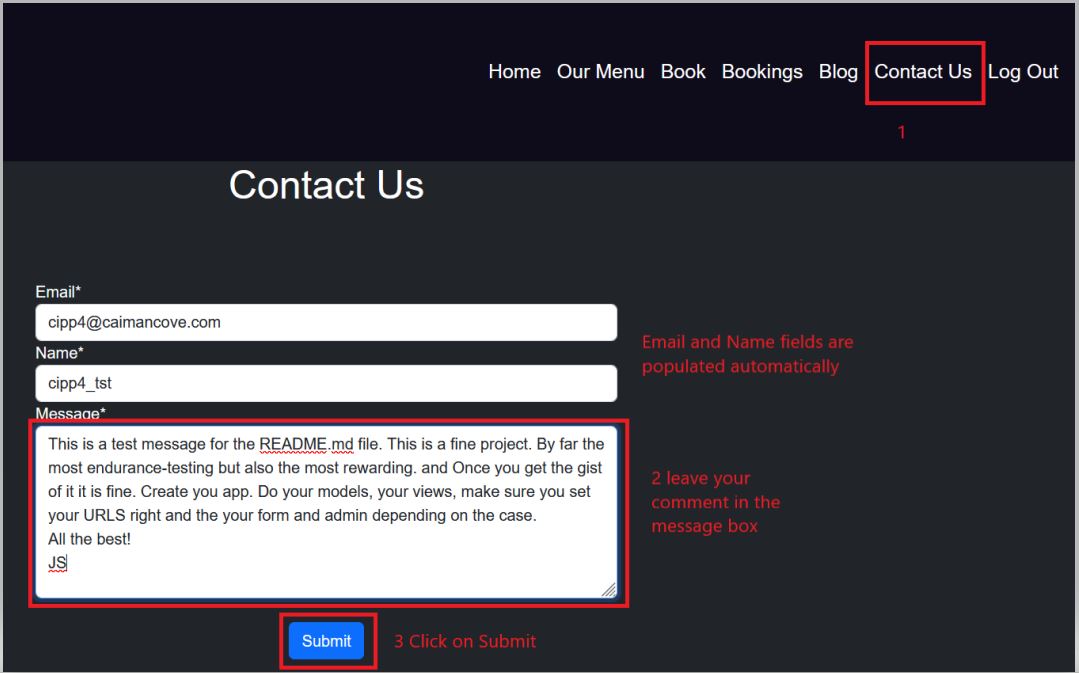 Home Our Menu Book Bookings Blog Contact Us Log Out
1
Contact Us
Email*
cipp4@caimancove.com
Name*
cipp4_tst
Email and Name fields are
populated automatically
Message*
This is a test message for the README.md file. This is a fine project. By far the
most endurance-testing but also the most rewarding. and Once you get the gist
of it it is fine. Create you app. Do your models, your views, make sure you set
your URLS right and the your form and admin depending on the case.
All the best!
JS
2 leave your
comment in the
message box
Submit
3 Click on Submit